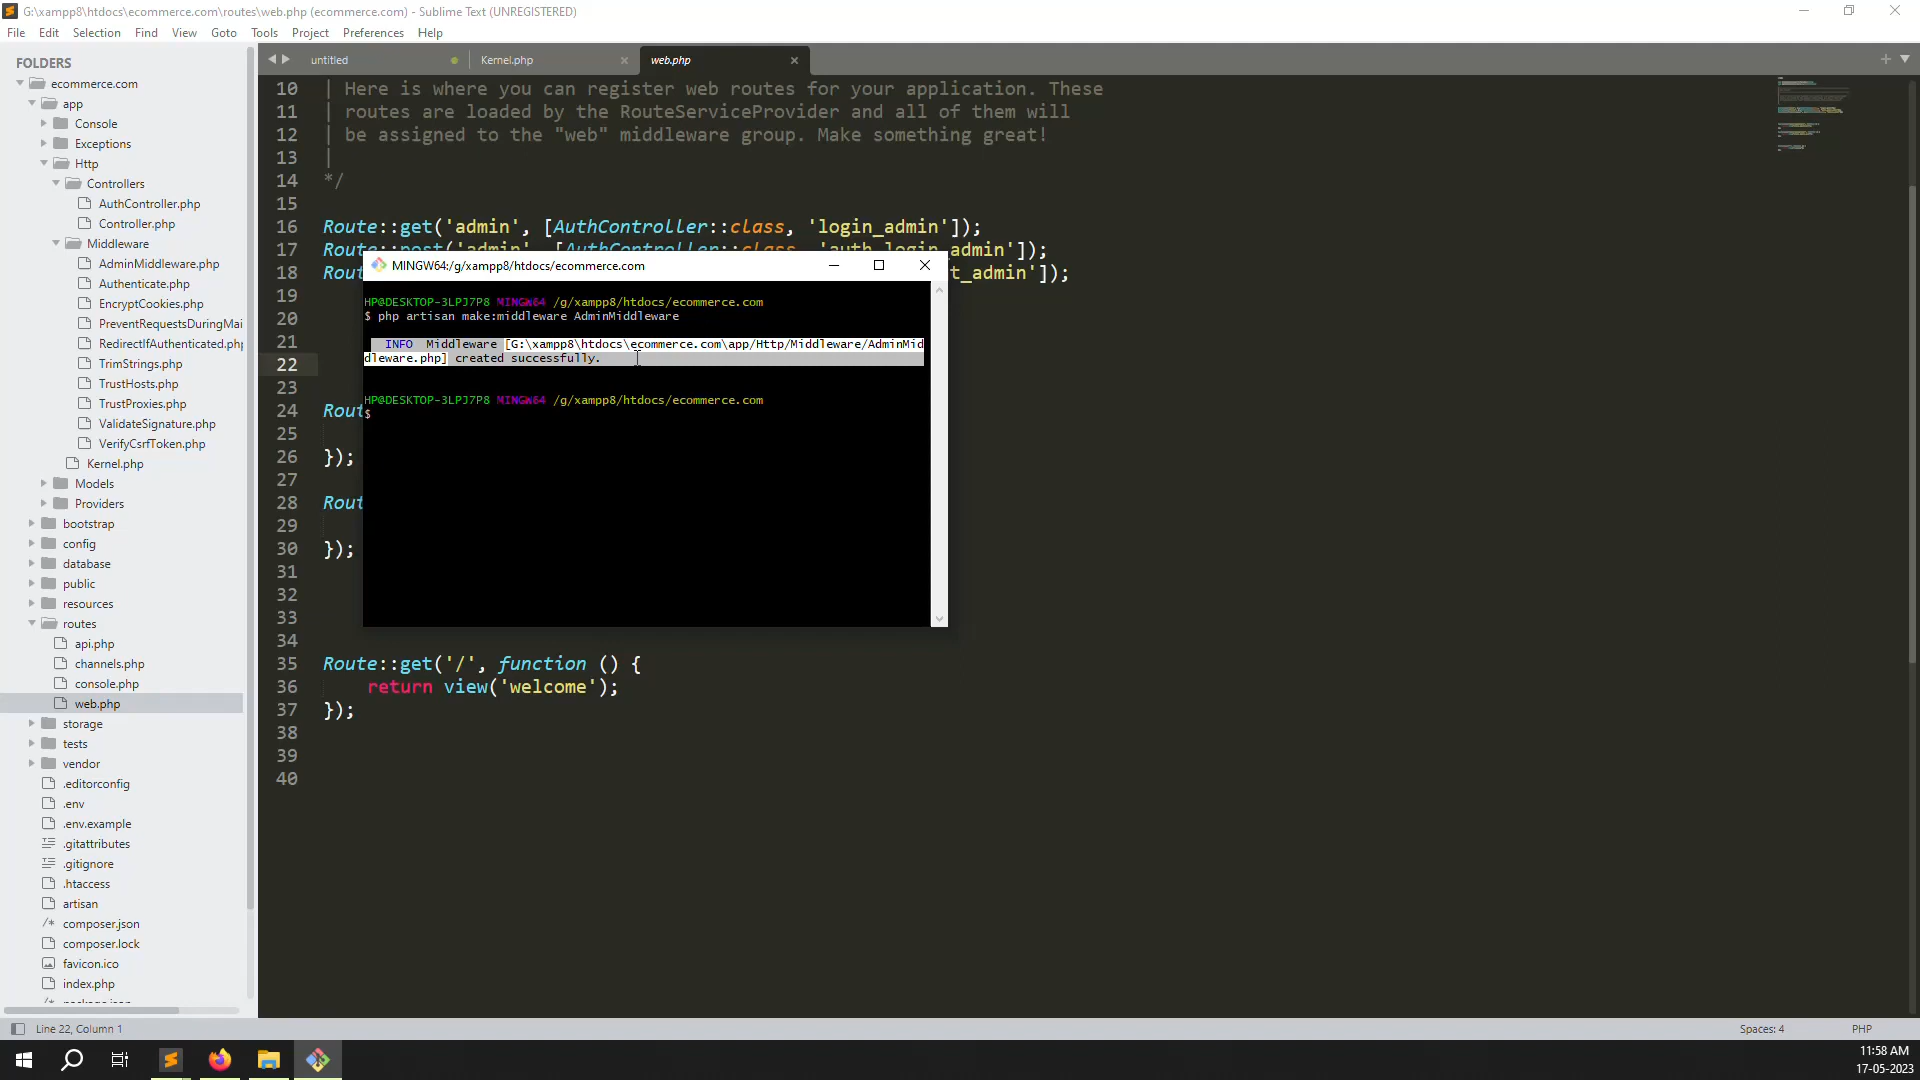 G:\xampp8\htdocs\ecommerce.com\routes\web.php (ecommerce.com) - Sublime Text (UNREGISTERED)
File Edit Selection Find View Goto Tools Project Preferences Help
FOLDERS
ecommerce.com
app
Console
Exceptions
Http
Controllers
AuthController.php
Controller.php
Middleware
AdminMiddleware.php
Authenticate.php
EncryptCookies.php
PreventRequestsDuringMai
RedirectIfAuthenticated.php
TrimStrings.php
TrustHosts.php
TrustProxies.php
ValidateSignature.php
VerifyCsrfToken.php
Kernel.php
Models
Providers
bootstrap
config
database
public
resources
routes
api.php
channels.php
console.php
web.php
storage
tests
vendor
.editorconfig
.env
.env.example
.gitattributes
.gitignore
.htaccess
artisan
composer.json
composer.lock
favicon.ico
index.php
untitled Kernel.php web.php
10 | Here is where you can register web routes for your application. These
11 | routes are loaded by the RouteServiceProvider and all of them will
12 | be assigned to the "web" middleware group. Make something great!
13 |
14 */
15
16 Route::get('admin', [AuthController::class, 'login_admin']);
17 Route::post('admin', [AuthController::class, 'auth_login_admin']);
18 Rou t_admin']);
19
20
21
22
23
24 Rout
25
26 });
27
28 Rout
29
30 });
31
32
33
34
35 Route::get('/', function () {
36 return view('welcome');
37 });
38
39
40
MINGW64:/g/xampp8/htdocs/ecommerce.com
HP@DESKTOP-3LPJ7P8 MINGW64 /g/xampp8/htdocs/ecommerce.com
$ php artisan make:middleware AdminMiddleware
INFO Middleware [G:\xampp8\htdocs\ecommerce.com\app/Http/Middleware/AdminMid
dleware.php] created successfully.
HP@DESKTOP-3LPJ7P8 MINGW64 /g/xampp8/htdocs/ecommerce.com
$
Line 22, Column 1 Spaces: 4 PHP
11:58 AM
17-05-2023